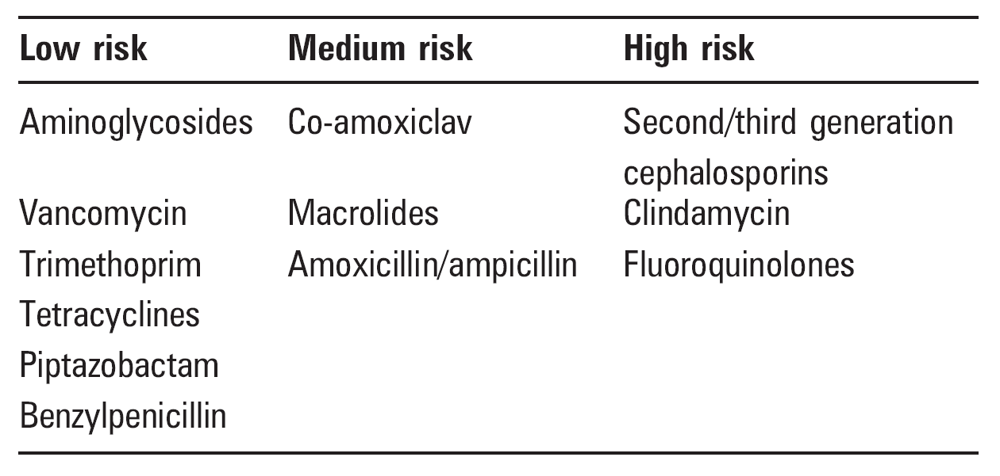 Low risk Medium risk High risk
Aminoglycosides Co-amoxiclav Second/third generation
cephalosporins
Vancomycin Macrolides Clindamycin
Trimethoprim Amoxicillin/ampicillin Fluoroquinolones
Tetracyclines
Piptazobactam
Benzylpenicillin